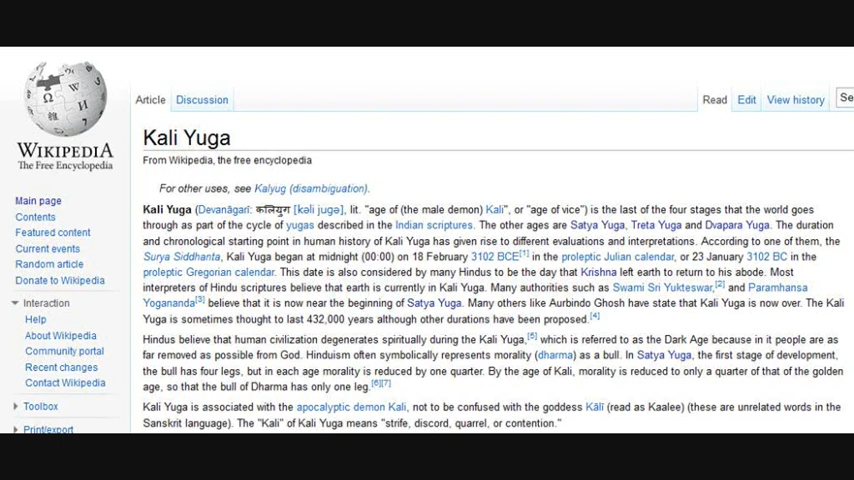 WIKIPEDIA
The Free Encyclopedia
Main page
Contents
Featured content
Current events
Random article
Donate to Wikipedia
Interaction
Help
About Wikipedia
Community portal
Recent changes
Contact Wikipedia
Toolbox
Print/export
Article Discussion
Read Edit View history Se
Kali Yuga
From Wikipedia, the free encyclopedia
For other uses, see Kalyug (disambiguation).
Kali Yuga (Devanāgarī: कलियुग [kəli jugə], lit. "age of (the male demon) Kali", or "age of vice") is the last of the four stages that the world goes
through as part of the cycle of yugas described in the Indian scriptures. The other ages are Satya Yuga, Treta Yuga and Dvapara Yuga. The duration
and chronological starting point in human history of Kali Yuga has given rise to different evaluations and interpretations. According to one of them, the
Surya Siddhanta, Kali Yuga began at midnight (00:00) on 18 February 3102 BCE[1] in the proleptic Julian calendar, or 23 January 3102 BC in the
proleptic Gregorian calendar. This date is also considered by many Hindus to be the day that Krishna left earth to return to his abode. Most
interpreters of Hindu scriptures believe that earth is currently in Kali Yuga. Many authorities such as Swami Sri Yukteswar,[2] and Paramhansa
Yogananda[3] believe that it is now near the beginning of Satya Yuga. Many others like Aurbindo Ghosh have state that Kali Yuga is now over. The Kali
Yuga is sometimes thought to last 432,000 years although other durations have been proposed.[4]
Hindus believe that human civilization degenerates spiritually during the Kali Yuga,[5] which is referred to as the Dark Age because in it people are as
far removed as possible from God. Hinduism often symbolically represents morality (dharma) as a bull. In Satya Yuga, the first stage of development,
the bull has four legs, but in each age morality is reduced by one quarter. By the age of Kali, morality is reduced to only a quarter of that of the golden
age, so that the bull of Dharma has only one leg.[6][7]
Kali Yuga is associated with the apocalyptic demon Kali, not to be confused with the goddess Kālī (read as Kaalee) (these are unrelated words in the
Sanskrit language). The "Kali" of Kali Yuga means "strife, discord, quarrel, or contention."